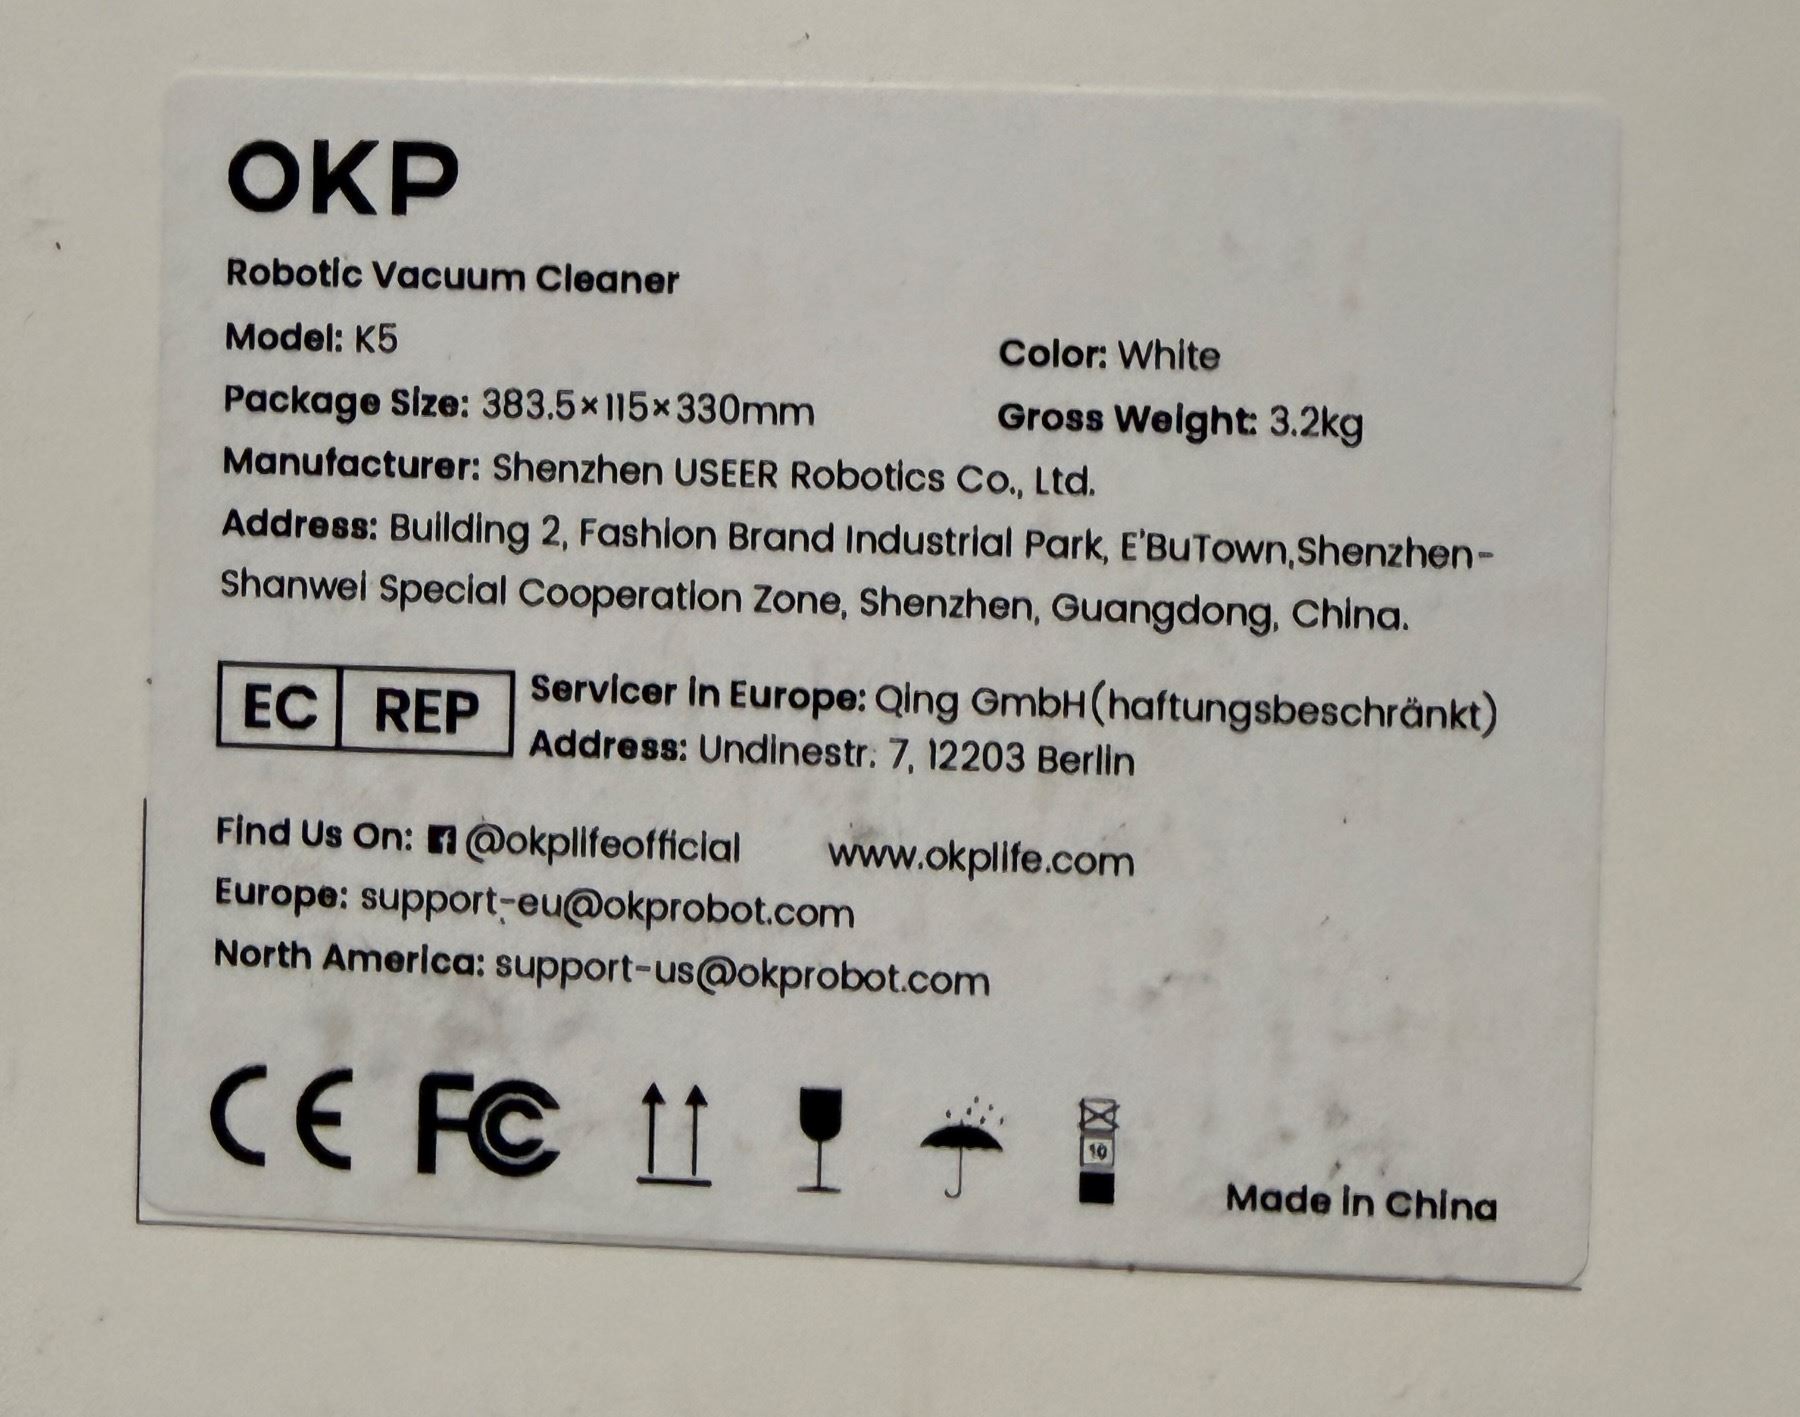 OKP
Robotic Vacuum Cleaner
Model: K5
Color: White
Package Size: 383.5×115×330mm
Gross Weight: 3.2kg
Manufacturer: Shenzhen USEER Robotics Co., Ltd.
Address: Building 2, Fashion Brand Industrial Park, E'BuTown,Shenzhen-
Shanwei Special Cooperation Zone, Shenzhen, Guangdong, China.
EC REP
Servicer in Europe: Qing GmbH(haftungsbeschränkt)
Address: Undinestr. 7, 12203 Berlin
Find Us On: f @okplifeofficial www.okplife.com
Europe: support-eu@okprobot.com
North America: support-us@okprobot.com
CE FC 10
Made in China